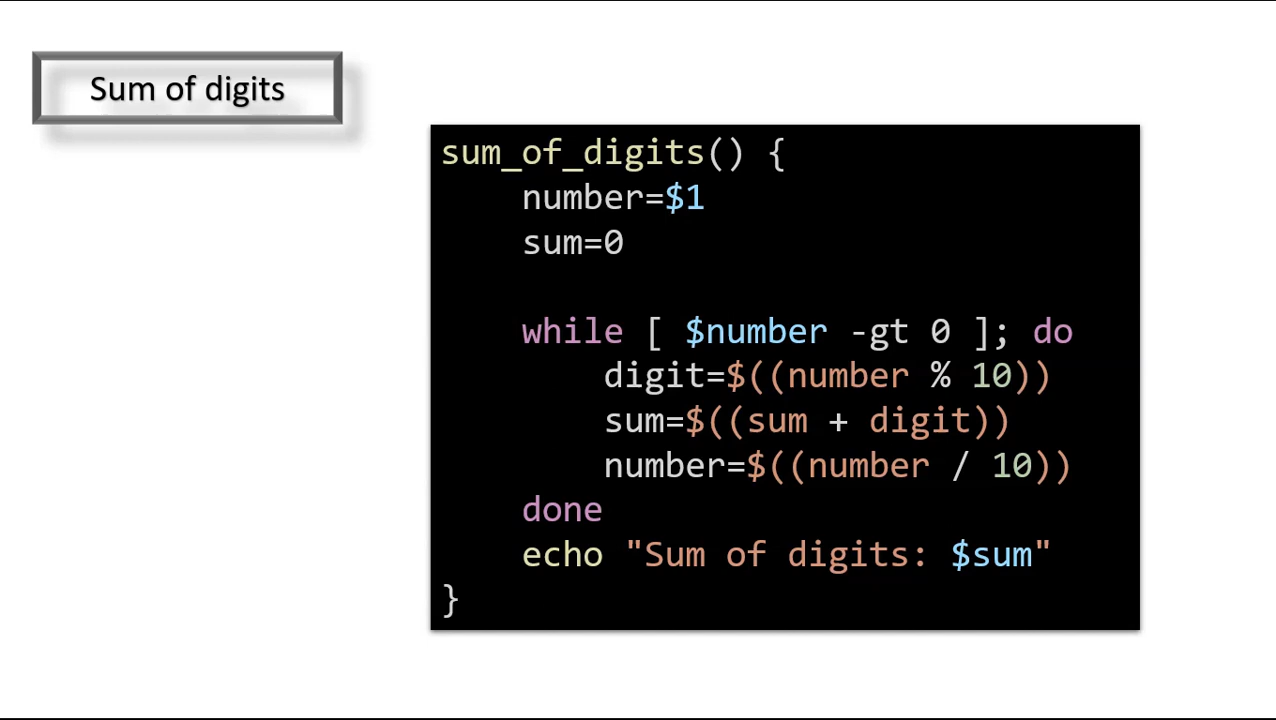 Sum of digits
sum_of_digits() {
    number=$1
    sum=0

    while [ $number -gt 0 ]; do
        digit=$((number % 10))
        sum=$((sum + digit))
        number=$((number / 10))
    done
    echo "Sum of digits: $sum"
}